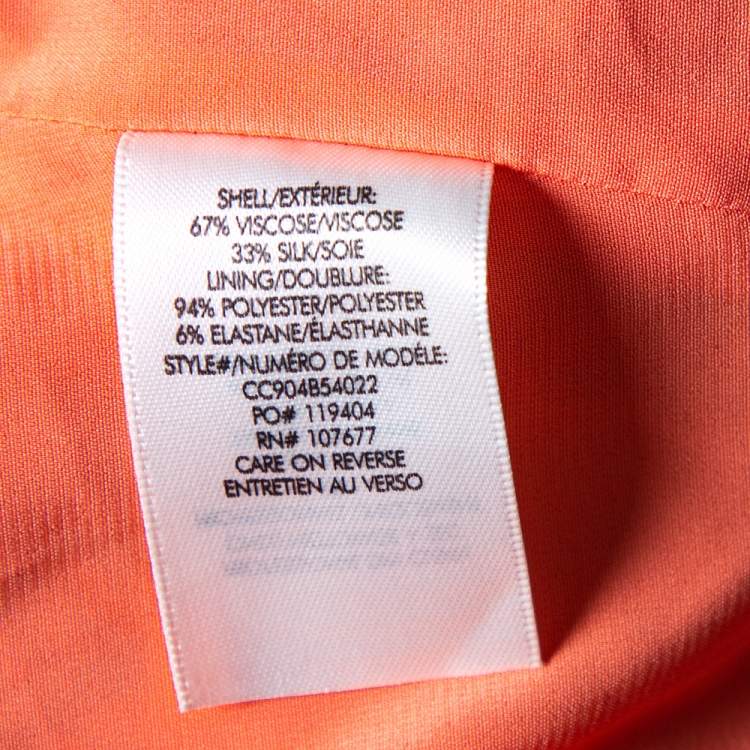 SHELL/EXTÉRIEUR:
67% VISCOSE/VISCOSE
33% SILK/SOIE
LINING/DOUBLURE:
94% POLYESTER/POLYESTER
6% ELASTANE/ÉLASTHANNE
STYLE#/NUMÉRO DE MODÉLE:
CC904B54022
PO# 119404
RN# 107677
CARE ON REVERSE
ENTRETIEN AU VERSO